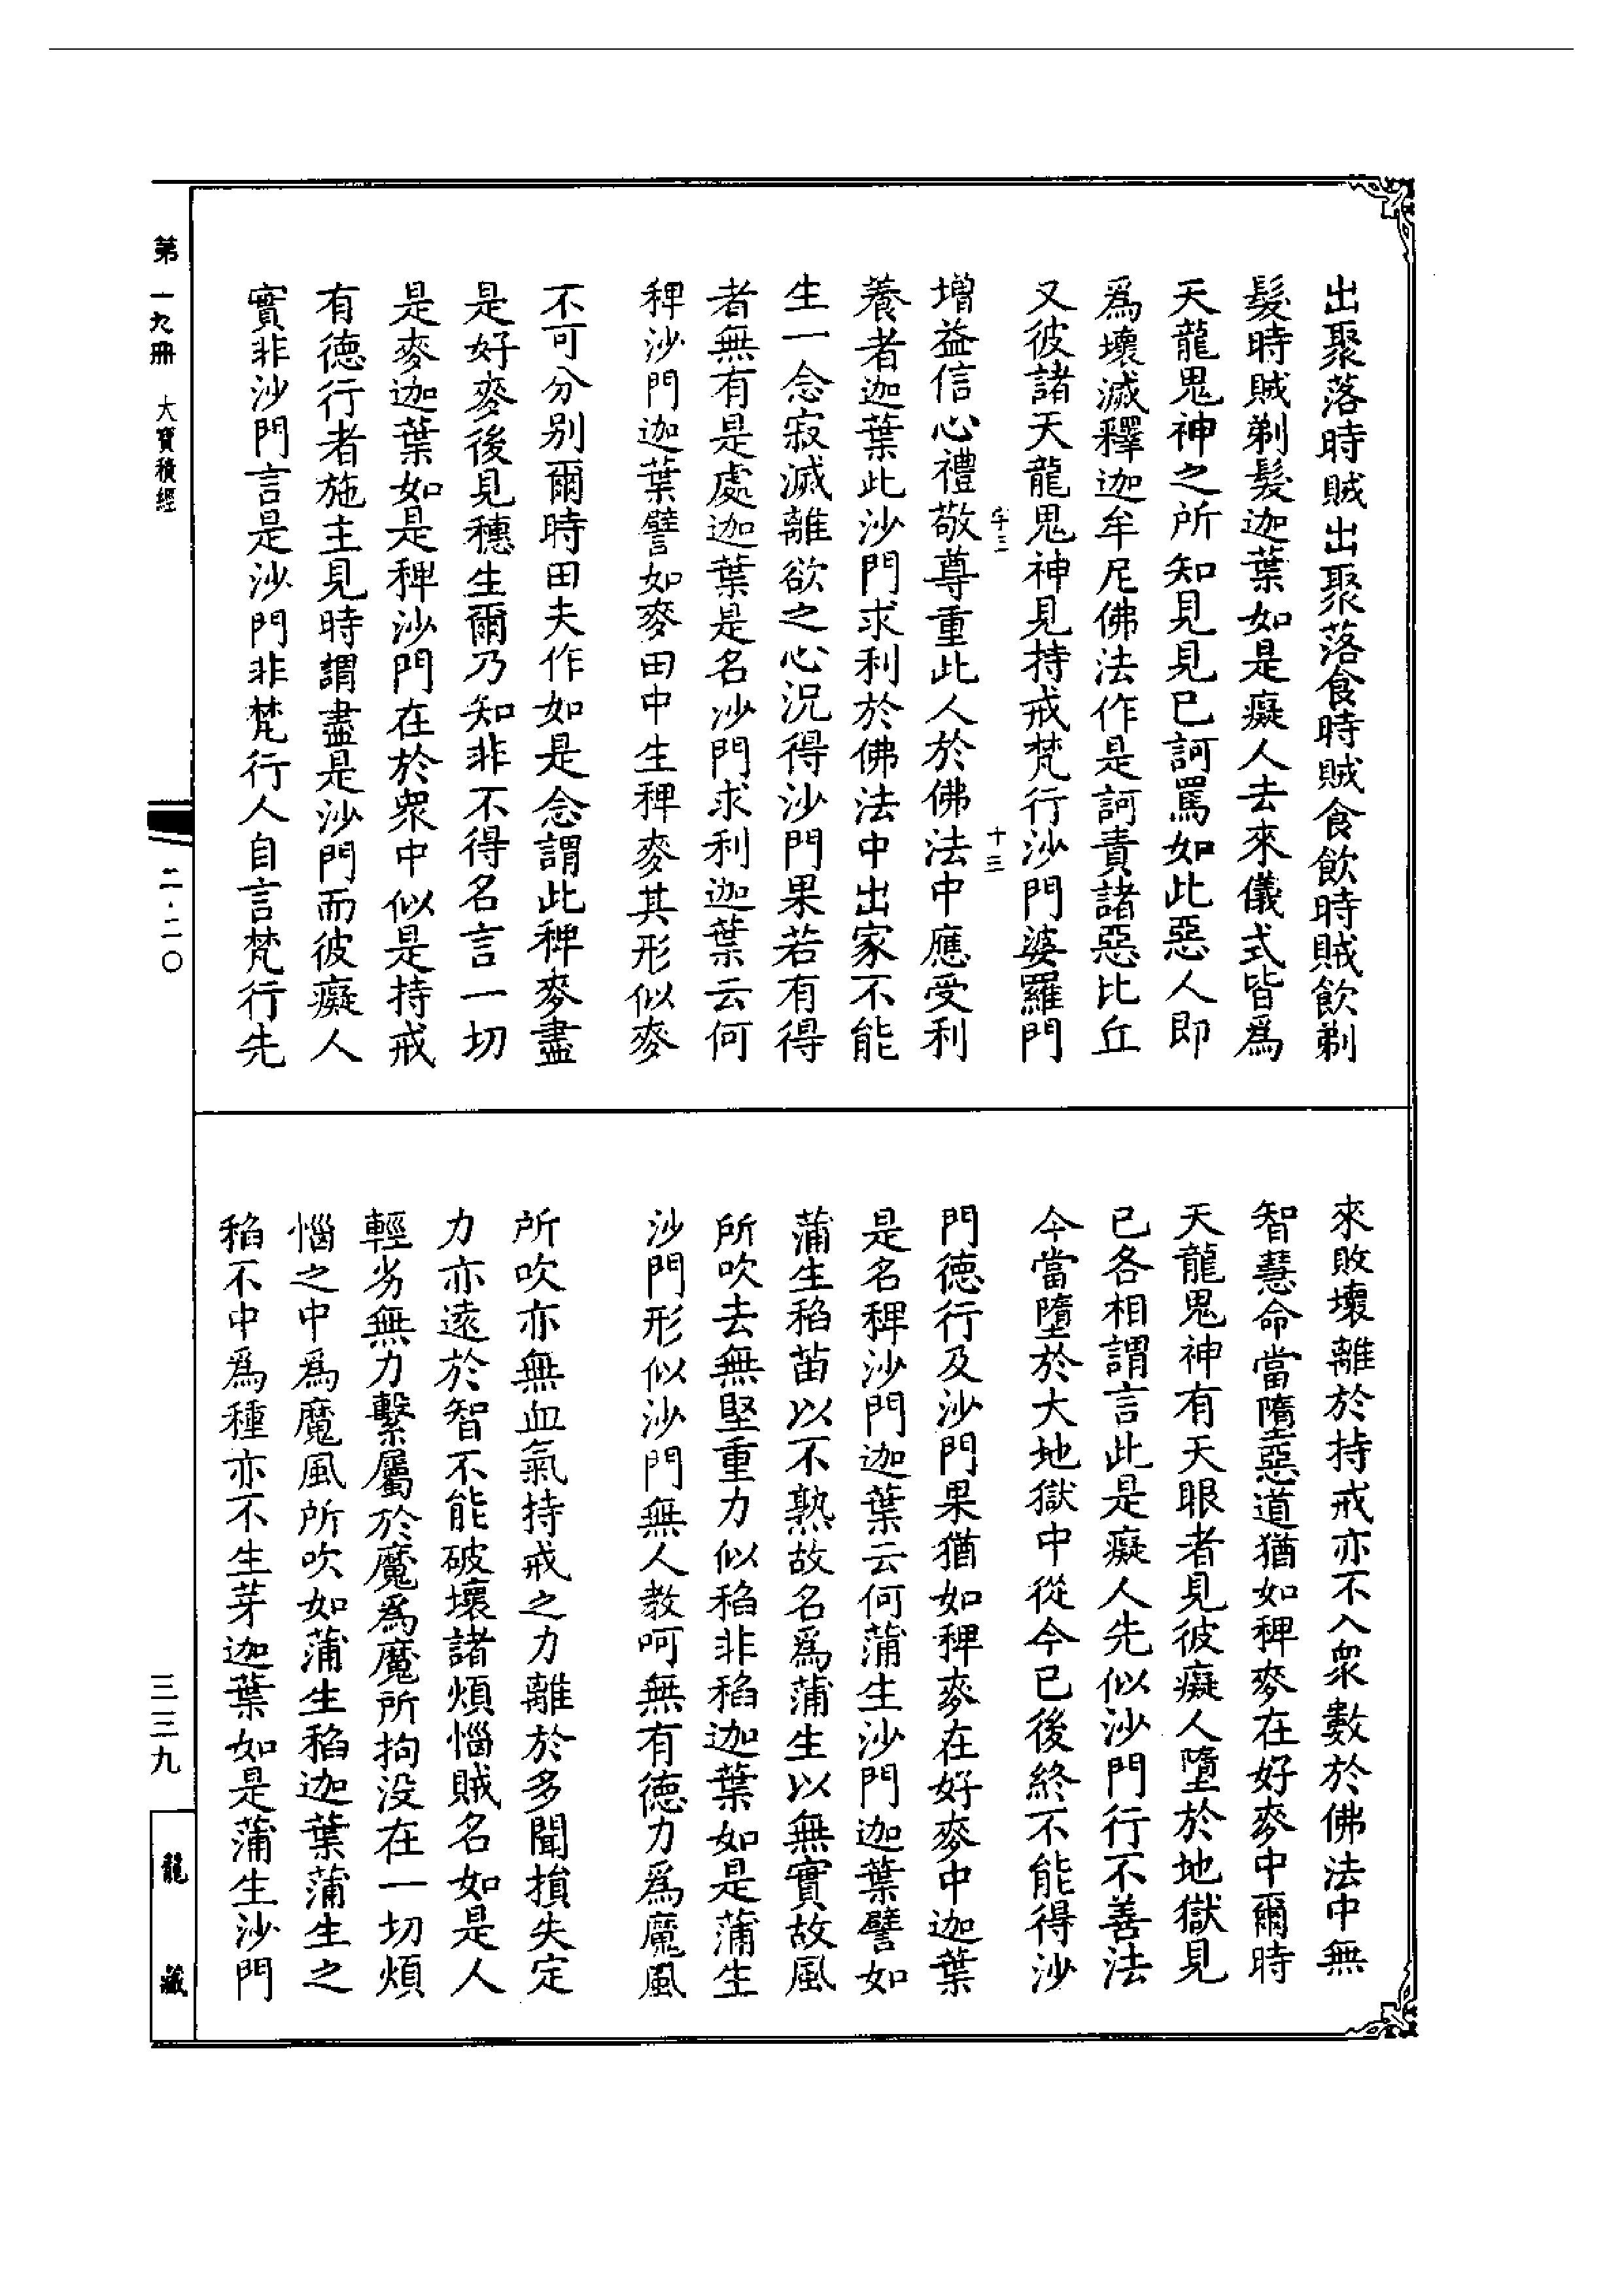 出聚落時賊出聚落食時賊食飲時賊飲剃
髮時賊剃髮迦葉如是癡人去來儀式皆爲
天龍鬼神之所知見見已訶罵如此惡人即
爲壞滅釋迦牟尼佛法作是訶責諸惡比丘
又彼諸天龍鬼神見持戒梵行沙門婆羅門
十三
增益信心禮敬尊重此人於佛法中應受利
養者迦葉此沙門求利於佛法中出家不能
生一念寂滅離欲之心況得沙門果若有得
者無有是處迦葉是名沙門求利迦葉云何
稗沙門迦葉譬如麥田中生稗麥其形似麥
不可分別爾時田夫作如是念謂此稗麥盡
是好麥後見穗生爾乃知非不得名言一切
是麥迦葉如是稗沙門在於衆中似是持戒
有德行者施主見時謂盡是沙門而彼癡人
實非沙門言是沙門非梵行人自言梵行先
來敗壞離於持戒亦不入衆數於佛法中無
智慧命當墮惡道猶如稗麥在好麥中爾時
天龍鬼神有天眼者見彼癡人墮於地獄見
已各相謂言此是癡人先似沙門行不善法
今當墮於大地獄中從今已後終不能得沙
門德行及沙門果猶如稗麥在好麥中迦葉
是名稗沙門迦葉云何蒲生沙門迦葉譬如
蒲生稻苗以不熟故名爲蒲生以無實故風
所吹去無堅重力似稻非稻迦葉如是蒲生
沙門形似沙門無人教呵無有德力爲魔風
所吹亦無血氣持戒之力離於多聞損失定
力亦遠於智不能破壞諸煩惱賊名如是人
輕劣無力繫屬於魔爲魔所拘没在一切煩
惱之中爲魔風所吹如蒲生稻迦葉蒲生之
稻不中爲種亦不生芽迦葉如是蒲生沙門
第一九冊 大寶積經
二·二〇
三三九
龍藏